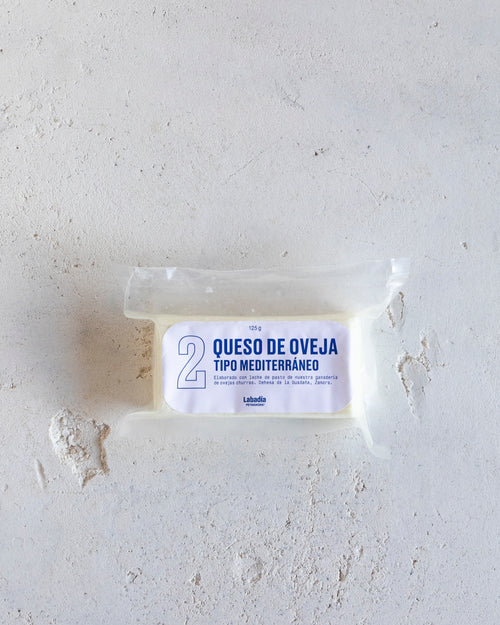 125 g
2
QUESO DE OVEJA
TIPO MEDITERRÁNEO
Elaborado con leche de pasto de nuestra ganadería
de ovejas churras. Dehesa de la Guadaña, Zamora.
Labadía